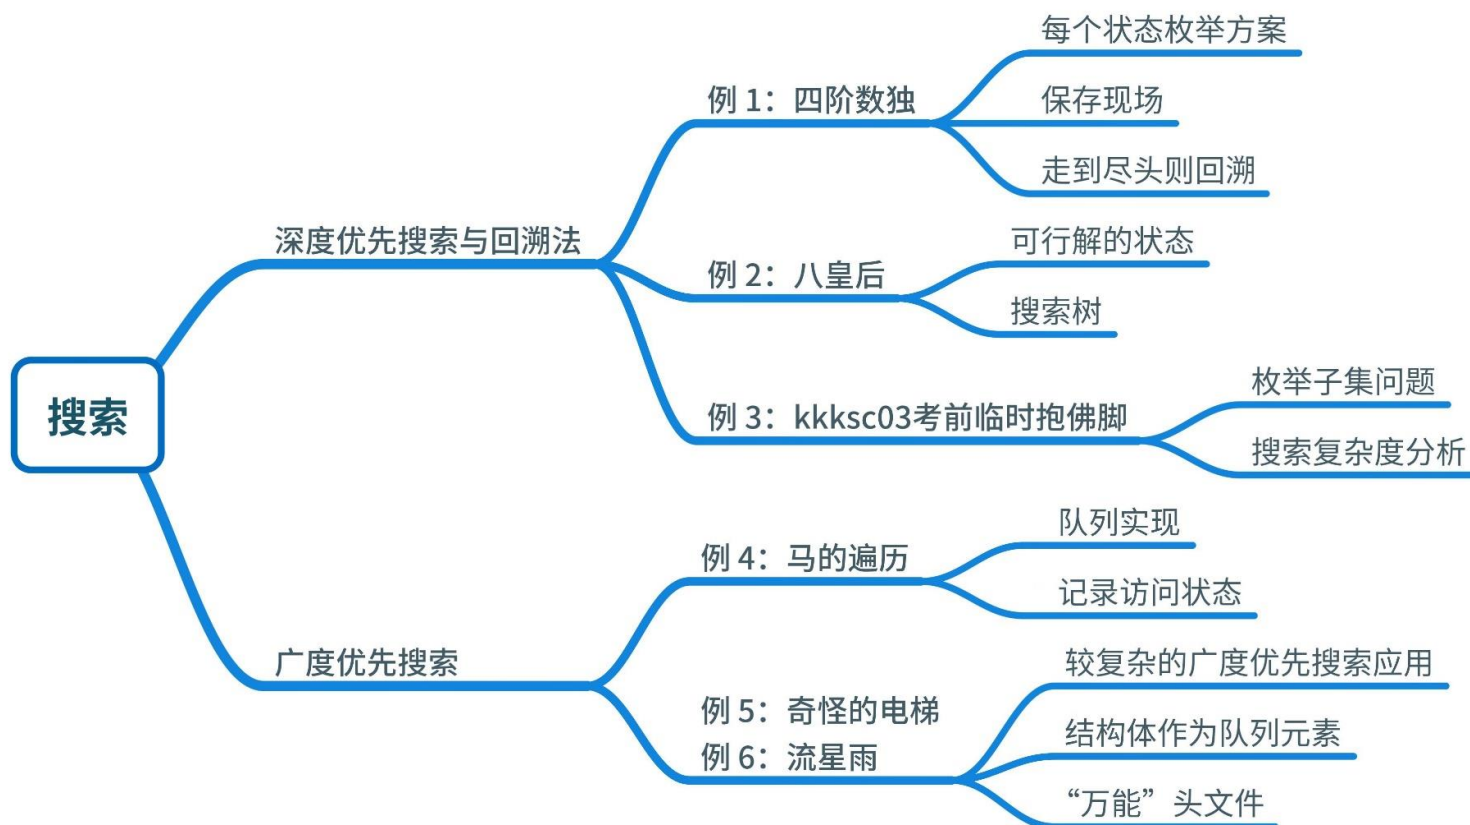 搜索
深度优先搜索与回溯法
例 1：四阶数独
每个状态枚举方案
保存现场
走到尽头则回溯
例 2：八皇后
可行解的状态
搜索树
例 3：kkksc03考前临时抱佛脚
枚举子集问题
搜索复杂度分析
广度优先搜索
例 4：马的遍历
队列实现
记录访问状态
例 5：奇怪的电梯
例 6：流星雨
较复杂的广度优先搜索应用
结构体作为队列元素
“万能”头文件